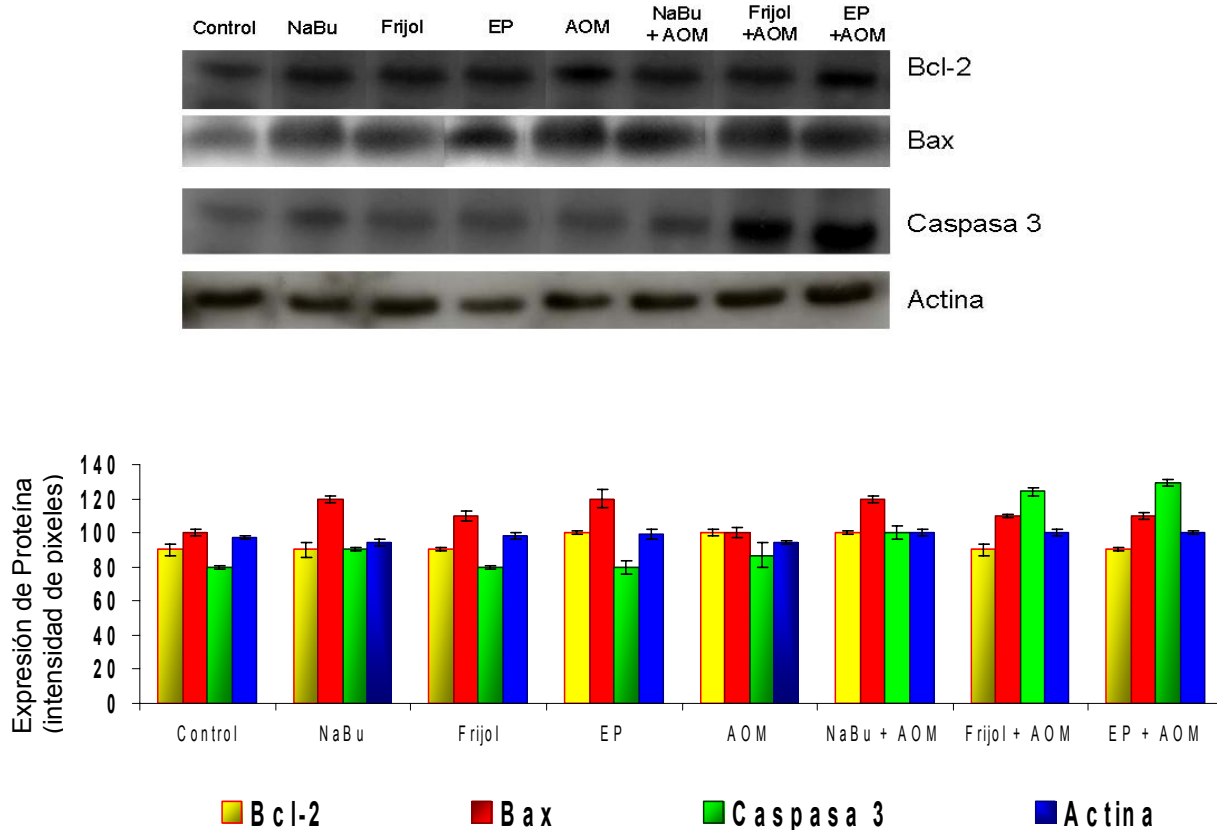 Control NaBu Frijol EP AOM NaBu + AOM Frijol +AOM EP +AOM
Bcl-2
Bax
Caspasa 3
Actina
Expresión de Proteína
(intensidad de pixeles)
140
120
100
80
60
40
20
0
Control NaBu Frijol EP AOM NaBu + AOM Frijol + AOM EP + AOM
Bcl-2 Bax Caspasa 3 Actina